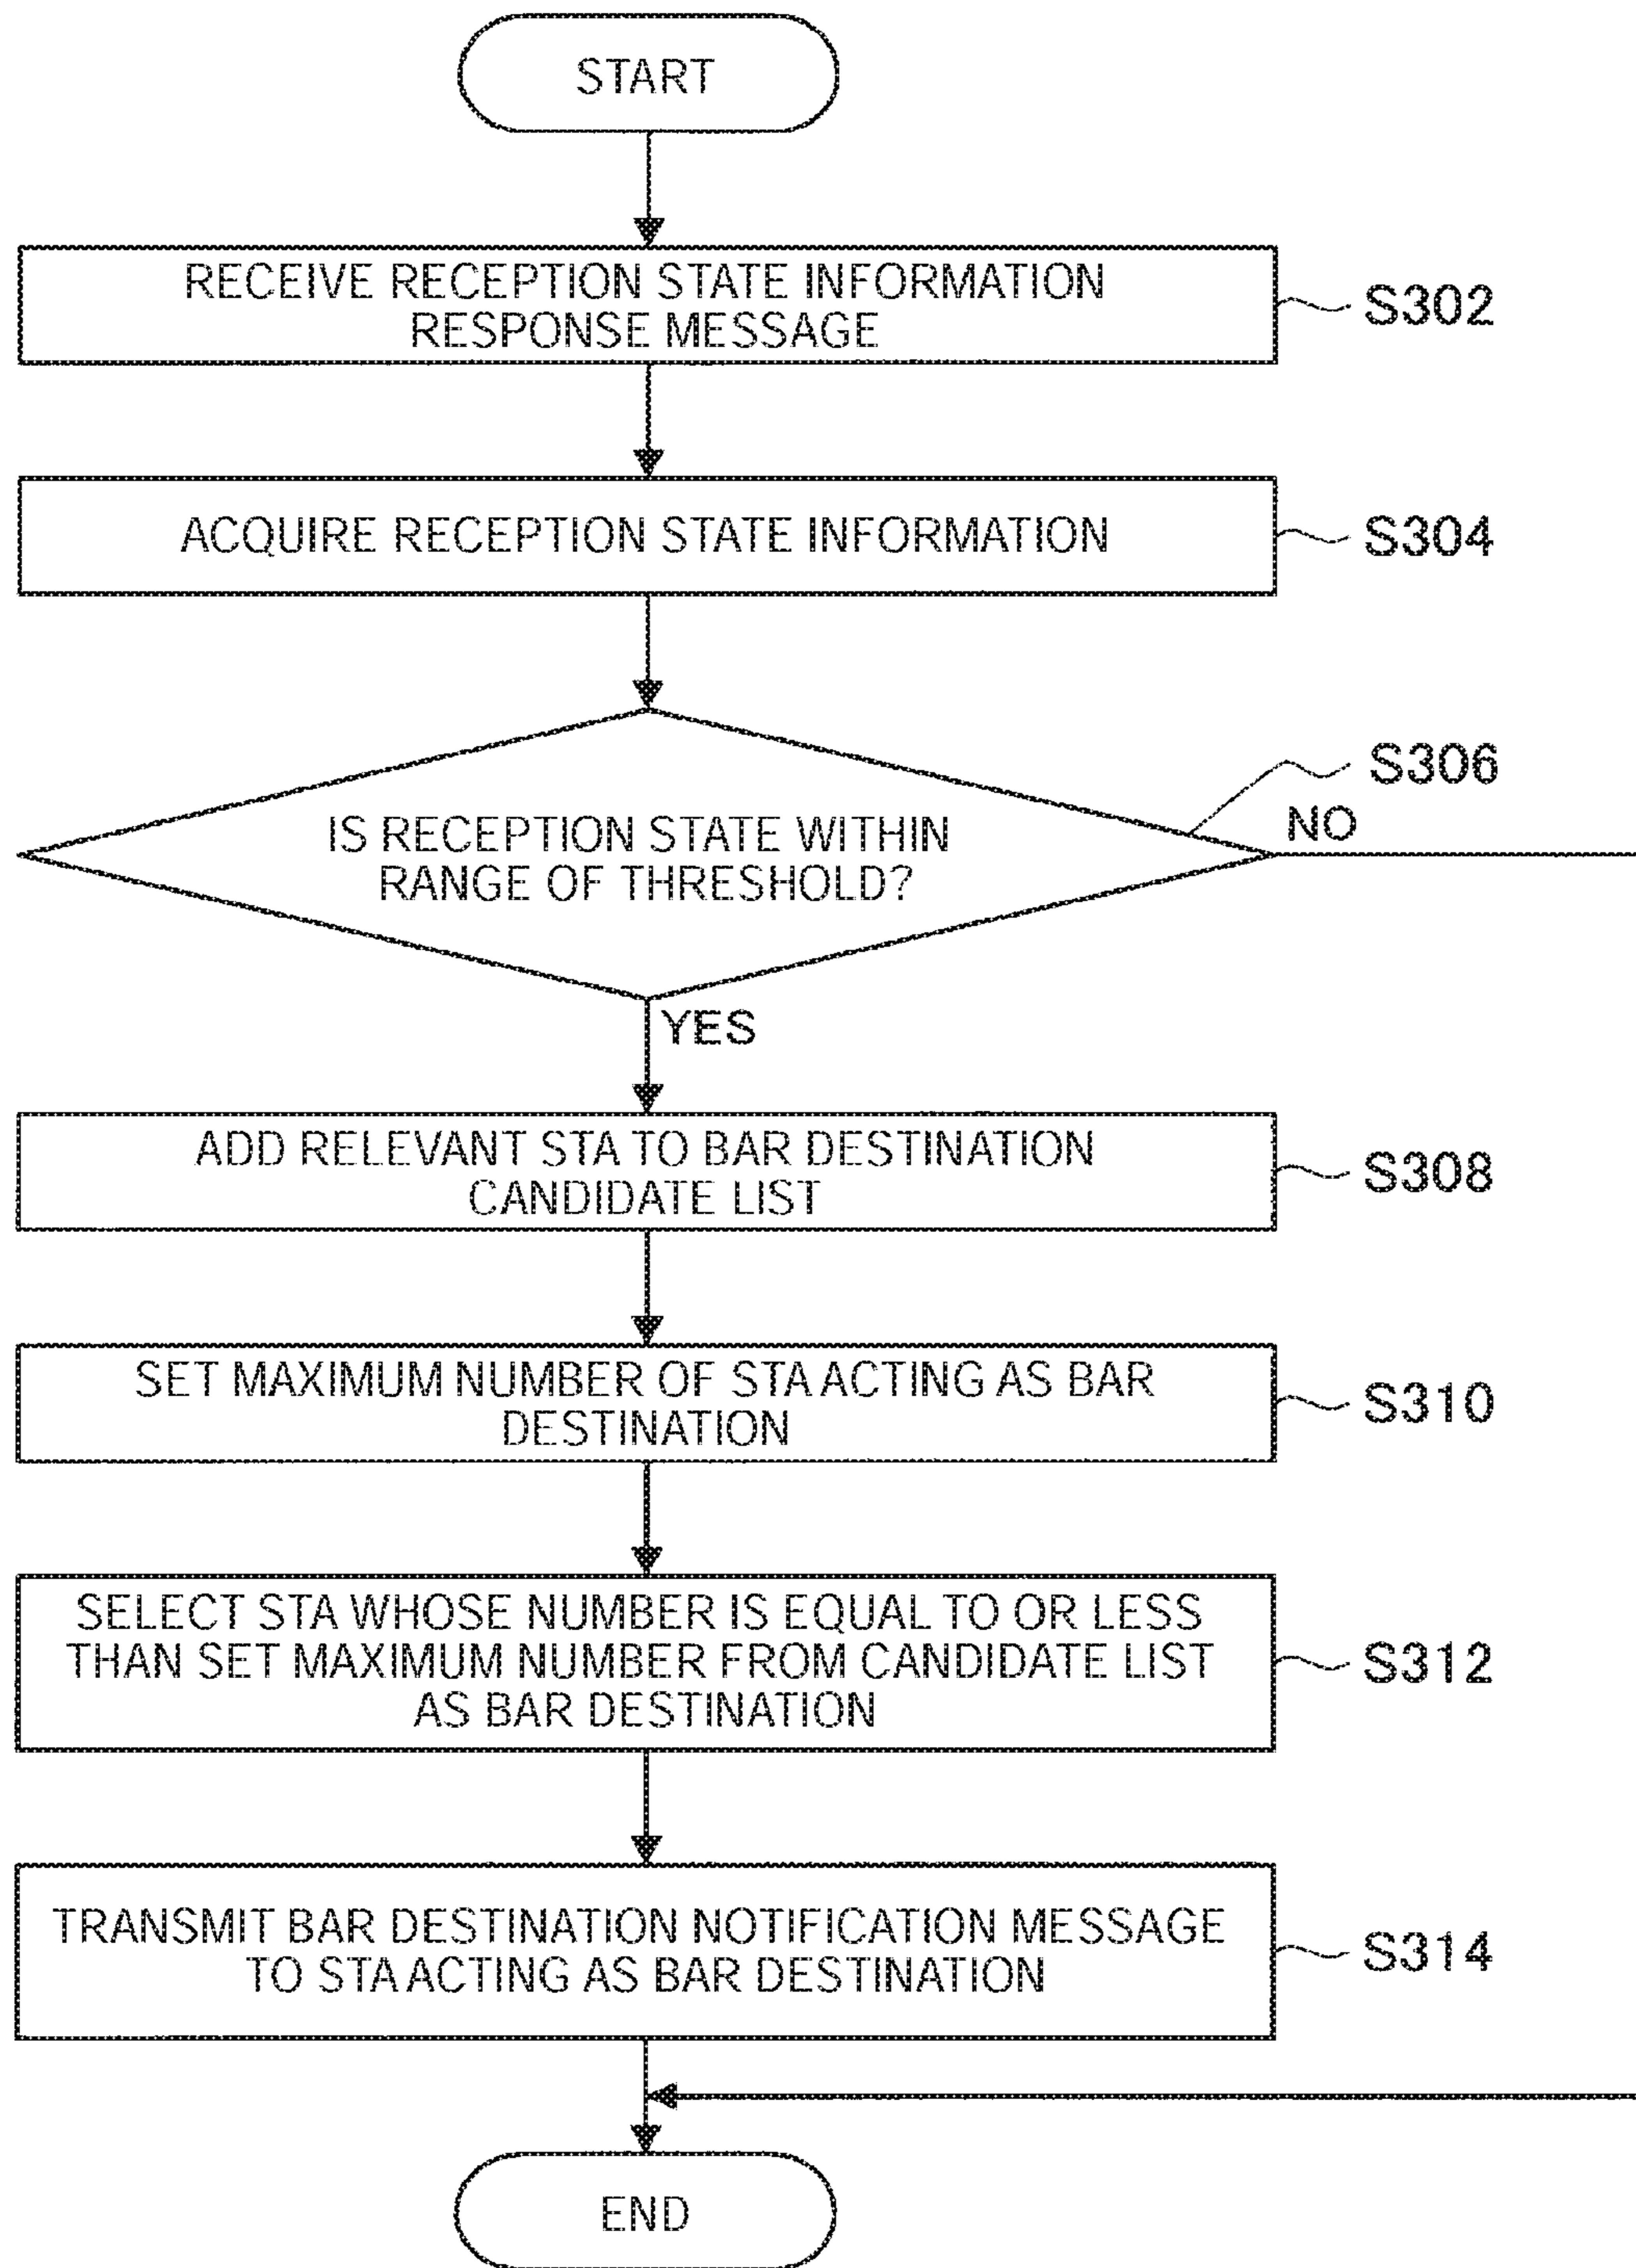 START
RECEIVE RECEPTION STATE INFORMATION
RESPONSE MESSAGE
S302
ACQUIRE RECEPTION STATE INFORMATION
S304
S306
IS RECEPTION STATE WITHIN
RANGE OF THRESHOLD?
NO
YES
ADD RELEVANT STA TO BAR DESTINATION
CANDIDATE LIST
S308
SET MAXIMUM NUMBER OF STA ACTING AS BAR
DESTINATION
S310
SELECT STA WHOSE NUMBER IS EQUAL TO OR LESS
THAN SET MAXIMUM NUMBER FROM CANDIDATE LIST
AS BAR DESTINATION
S312
TRANSMIT BAR DESTINATION NOTIFICATION MESSAGE
TO STA ACTING AS BAR DESTINATION
S314
END